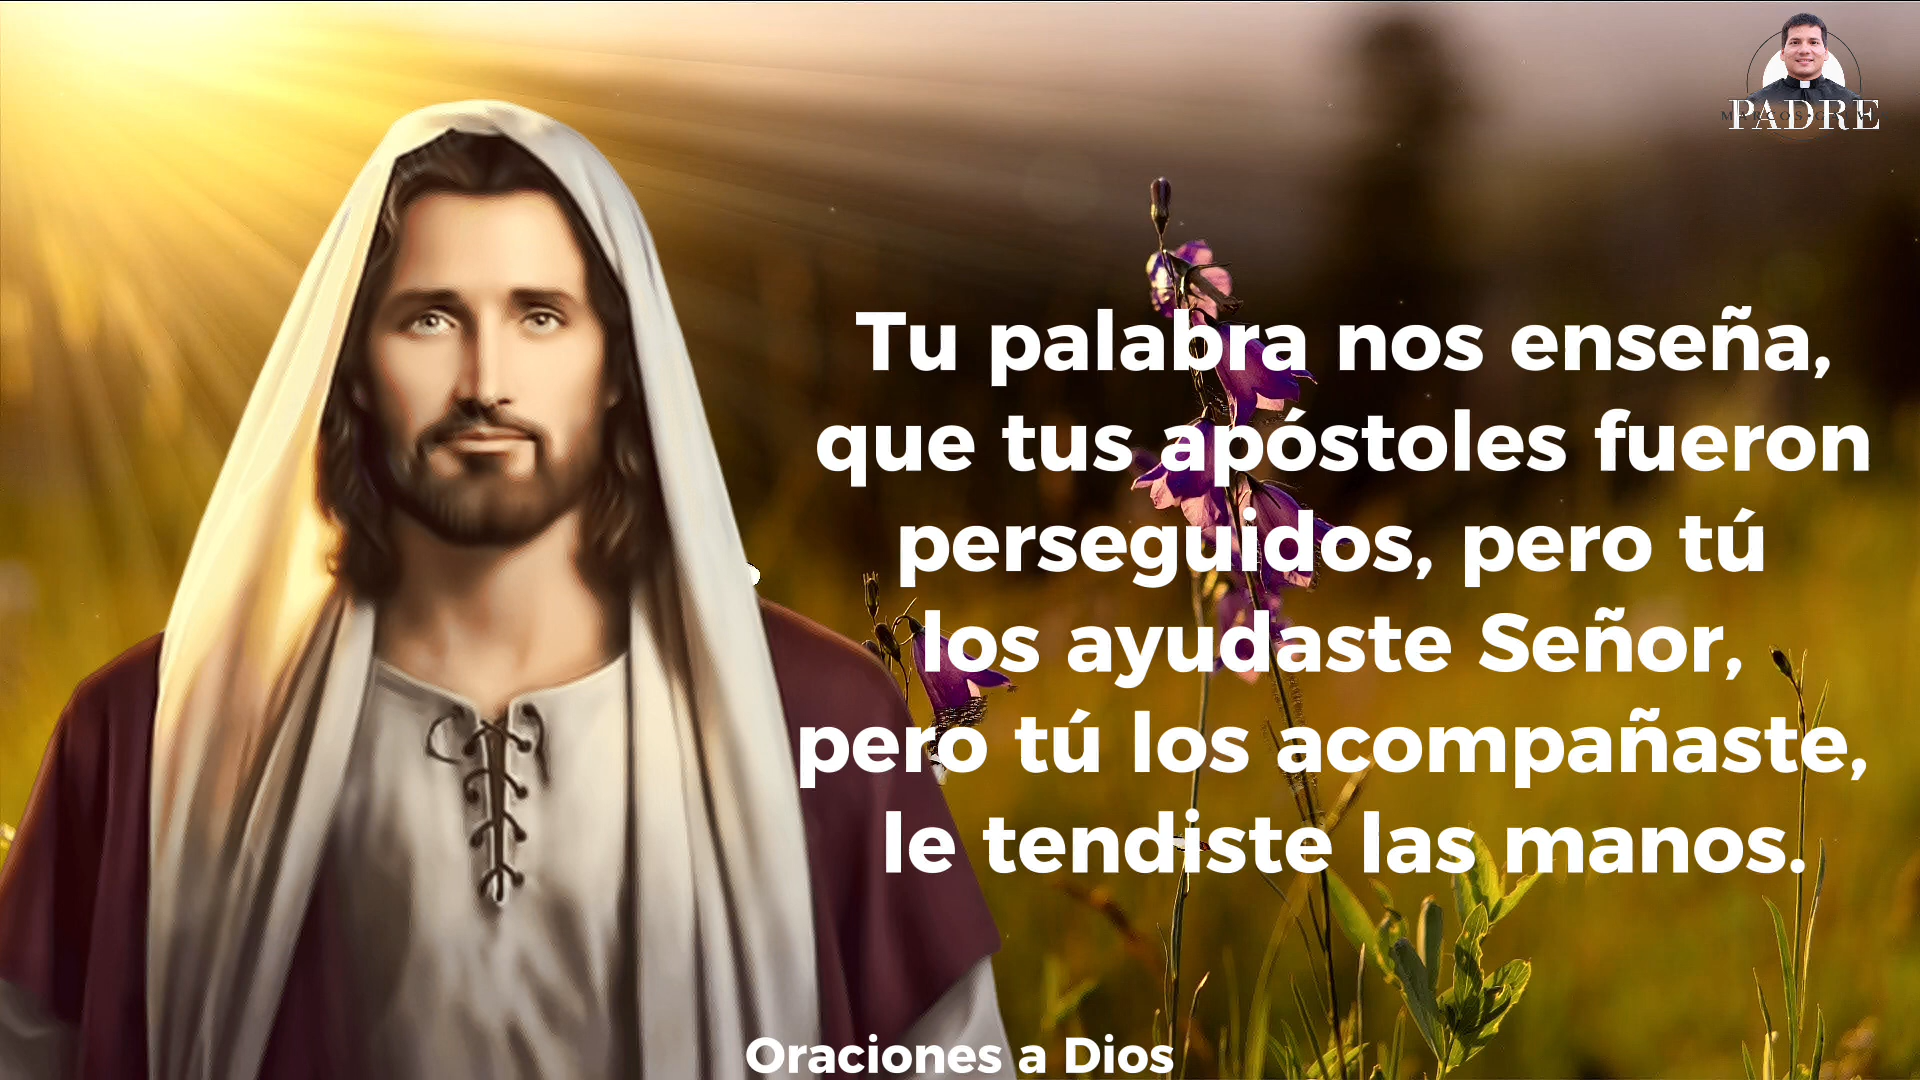 PADRE
Tu palabra nos enseña,
que tus apóstoles fueron
perseguidos, pero tú
los ayudaste Señor,
pero tú los acompañaste,
le tendiste las manos.
Oraciones a Dios